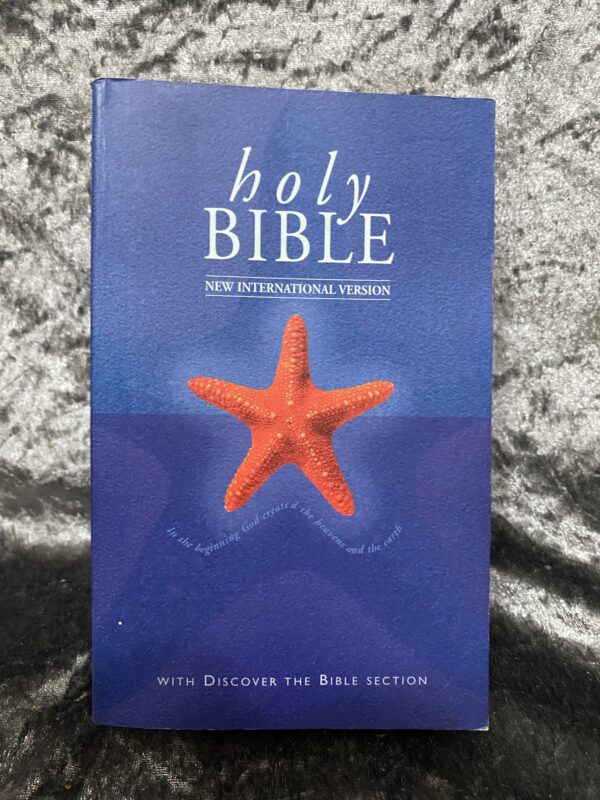 holy
BIBLE
NEW INTERNATIONAL VERSION
In the beginning God created the heavens and the earth
WITH DISCOVER THE BIBLE SECTION